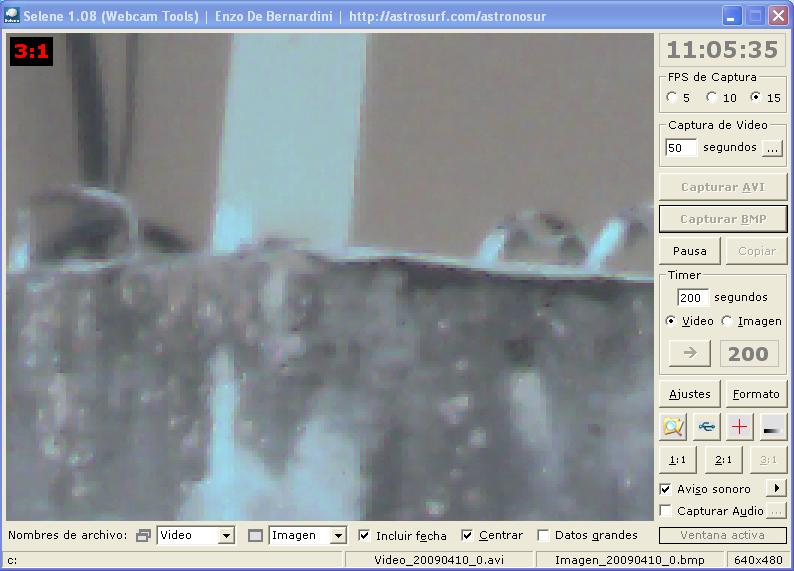 Selene 1.08 (Webcam Tools) | Enzo De Bernardini | http://astrosurf.com/astronosur
3:1
11:05:35
FPS de Captura
5 10 15
Captura de Video
50 segundos ...
Capturar AVI
Capturar BMP
Pausa Copiar
Timer
200 segundos
Video Imagen
200
Ajustes Formato
1:1 2:1 3:1
Aviso sonoro
Capturar Audio ...
Nombres de archivo: Video Imagen Incluir fecha Centrar Datos grandes Ventana activa
c: Video_20090410_0.avi Imagen_20090410_0.bmp 640x480